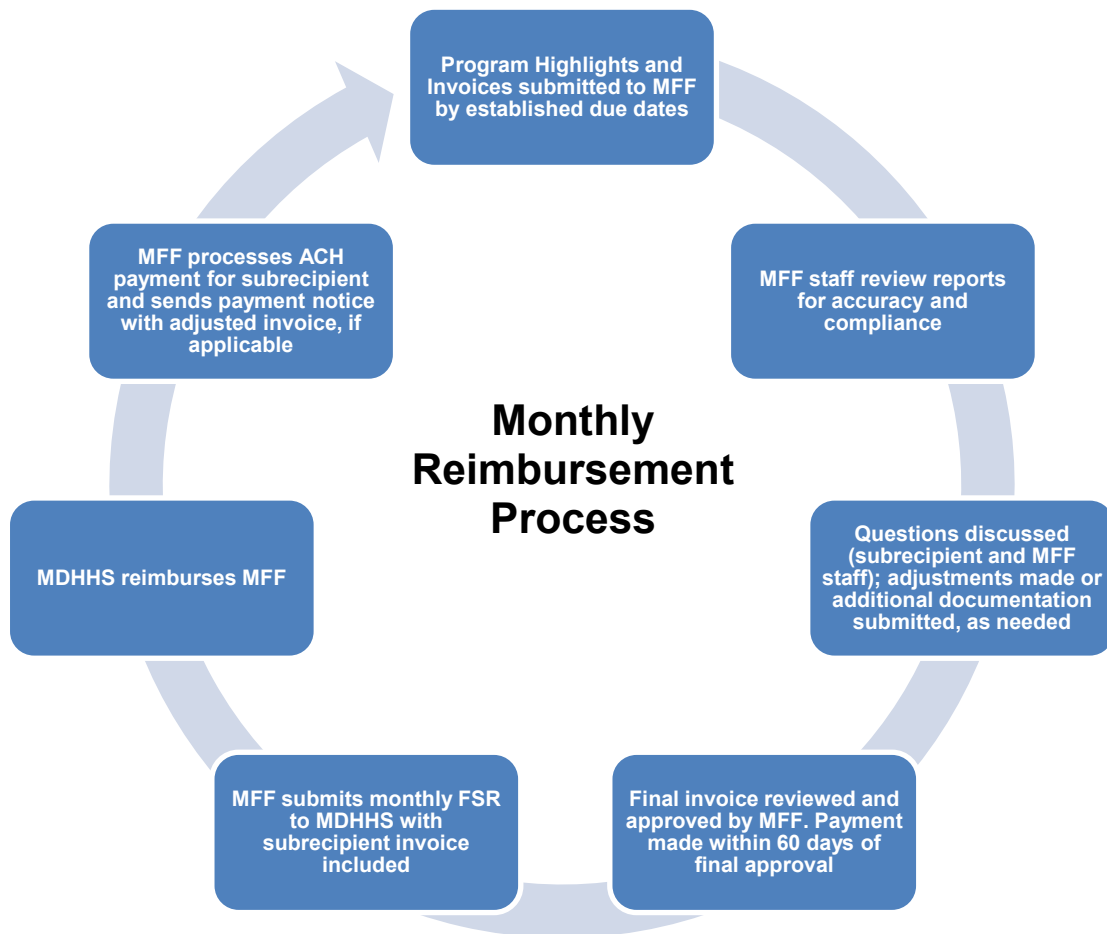 Program Highlights and
Invoices submitted to MFF
by established due dates
MFF staff review reports
for accuracy and
compliance
Questions discussed
(subrecipient and MFF
staff); adjustments made or
additional documentation
submitted, as needed
Final invoice reviewed and
approved by MFF. Payment
made within 60 days of
final approval
MFF submits monthly FSR
to MDHHS with
subrecipient invoice
included
MDHHS reimburses MFF
MFF processes ACH
payment for subrecipient
and sends payment notice
with adjusted invoice, if
applicable
Monthly
Reimbursement
Process